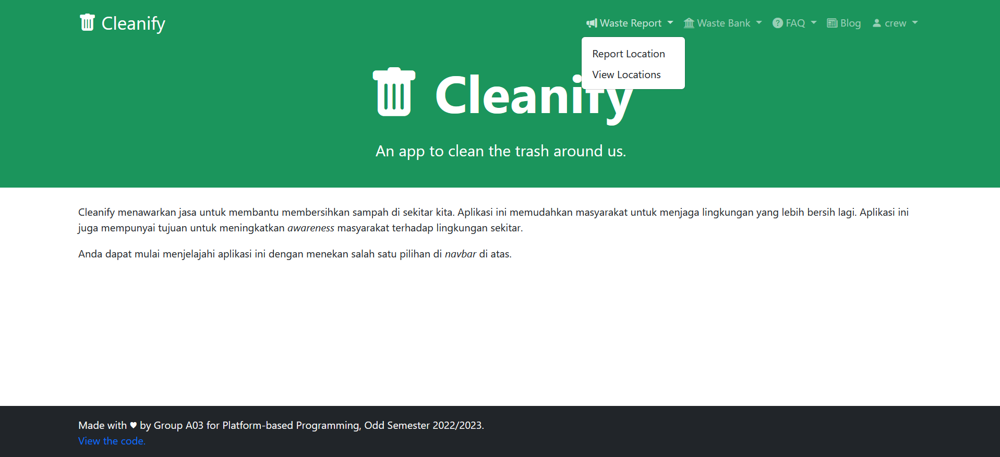 Cleanify
Waste Report
Waste Bank
FAQ
Blog
crew
Report Location
View Locations
Cleanify
An app to clean the trash around us.
Cleanify menawarkan jasa untuk membantu membersihkan sampah di sekitar kita. Aplikasi ini memudahkan masyarakat untuk menjaga lingkungan yang lebih bersih lagi. Aplikasi ini
juga mempunyai tujuan untuk meningkatkan awareness masyarakat terhadap lingkungan sekitar.
Anda dapat mulai menjelajahi aplikasi ini dengan menekan salah satu pilihan di navbar di atas.
Made with ♥ by Group A03 for Platform-based Programming, Odd Semester 2022/2023.
View the code.